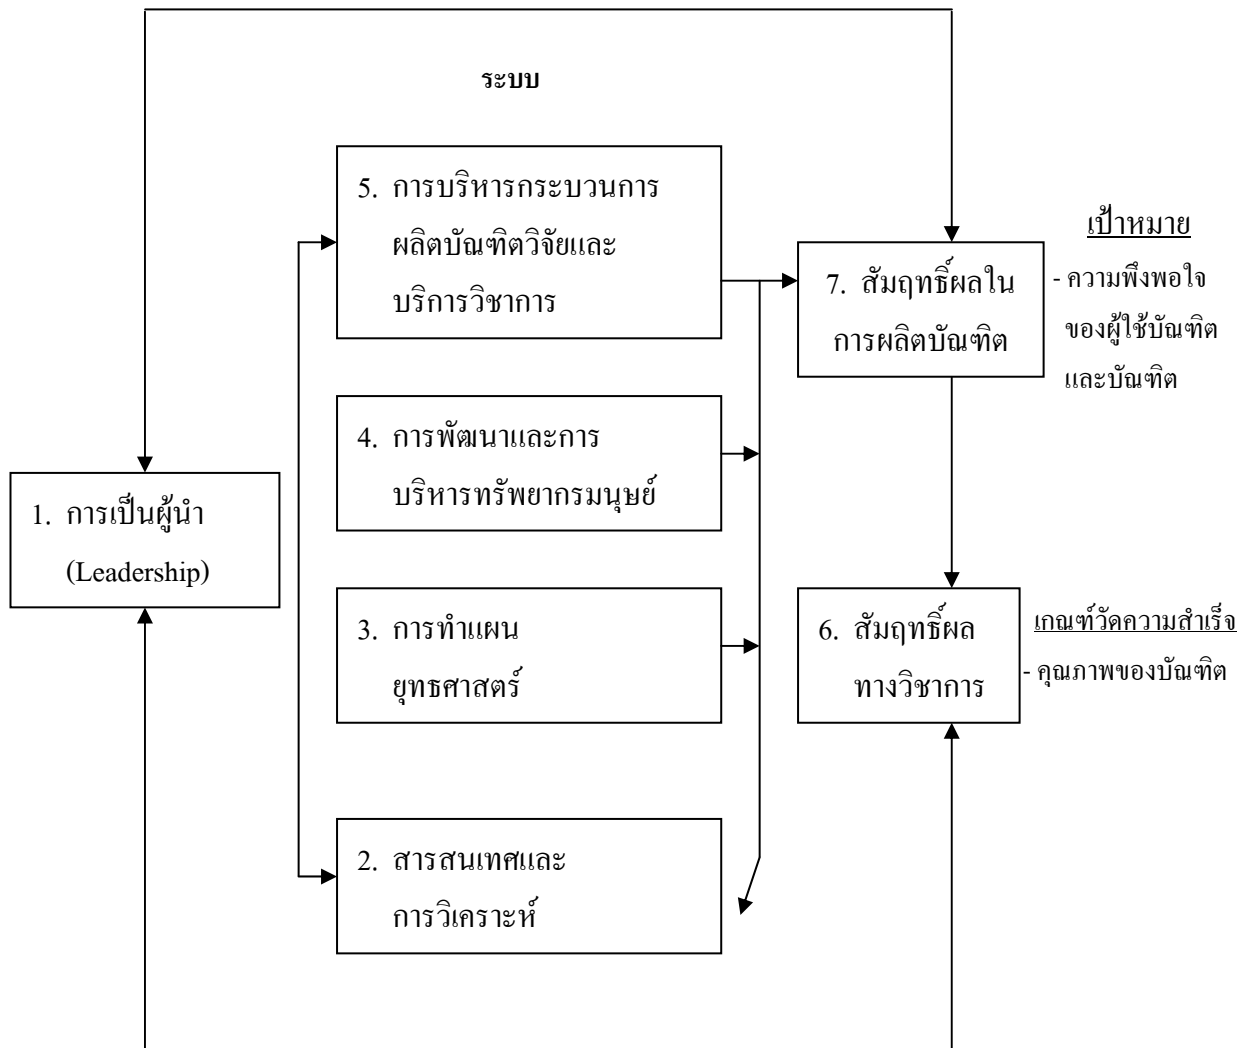 ระบบ
5. การบริหารกระบวนการ
ผลิตบัณฑิตวิจัยและ
บริการวิชาการ
4. การพัฒนาและการ
บริหารทรัพยากรมนุษย์
1. การเป็นผู้นำ
(Leadership)
3. การทำแผน
ยุทธศาสตร์
2. สารสนเทศและ
การวิเคราะห์
7. สัมฤทธิ์ผลใน
การผลิตบัณฑิต
เป้าหมาย
- ความพึงพอใจ
ของผู้ใช้บัณฑิต
และบัณฑิต
6. สัมฤทธิ์ผล
ทางวิชาการ
เกณฑ์วัดความสำเร็จ
- คุณภาพของบัณฑิต